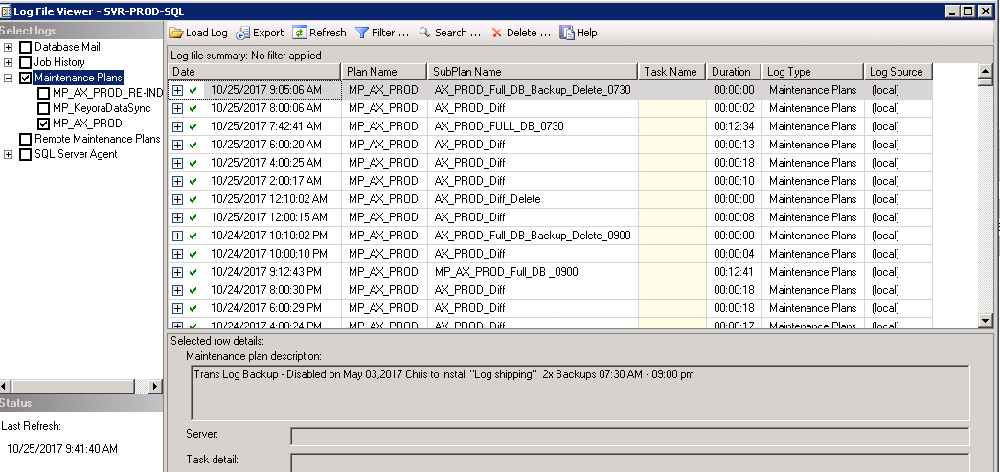 Log File Viewer - SVR-PROD-SQL
Select logs
Database Mail
Job History
Maintenance Plans
MP_AX_PROD_RE-IND
MP_KeyoraDataSync
MP_AX_PROD
Remote Maintenance Plans
SQL Server Agent
Status
Last Refresh:
10/25/2017 9:41:40 AM
Load Log Export Refresh Filter ... Search ... Delete ... Help
Log file summary: No filter applied
Date Plan Name SubPlan Name Task Name Duration Log Type Log Source
10/25/2017 9:05:06 AM MP_AX_PROD AX_PROD_Full_DB_Backup_Delete_0730 00:00:00 Maintenance Plans (local)
10/25/2017 8:00:06 AM MP_AX_PROD AX_PROD_Diff 00:00:02 Maintenance Plans (local)
10/25/2017 7:42:41 AM MP_AX_PROD AX_PROD_FULL_DB_0730 00:12:34 Maintenance Plans (local)
10/25/2017 6:00:20 AM MP_AX_PROD AX_PROD_Diff 00:00:13 Maintenance Plans (local)
10/25/2017 4:00:25 AM MP_AX_PROD AX_PROD_Diff 00:00:18 Maintenance Plans (local)
10/25/2017 2:00:17 AM MP_AX_PROD AX_PROD_Diff 00:00:10 Maintenance Plans (local)
10/25/2017 12:10:02 AM MP_AX_PROD AX_PROD_Diff_Delete 00:00:00 Maintenance Plans (local)
10/25/2017 12:00:15 AM MP_AX_PROD AX_PROD_Diff 00:00:08 Maintenance Plans (local)
10/24/2017 10:10:02 PM MP_AX_PROD AX_PROD_Full_DB_Backup_Delete_0900 00:00:00 Maintenance Plans (local)
10/24/2017 10:00:10 PM MP_AX_PROD AX_PROD_Diff 00:00:04 Maintenance Plans (local)
10/24/2017 9:12:43 PM MP_AX_PROD MP_AX_PROD_Full_DB _0900 00:12:41 Maintenance Plans (local)
10/24/2017 8:00:30 PM MP_AX_PROD AX_PROD_Diff 00:00:18 Maintenance Plans (local)
10/24/2017 6:00:29 PM MP_AX_PROD AX_PROD_Diff 00:00:18 Maintenance Plans (local)
10/24/2017 4:00:24 PM MP_AX_PROD AX_PROD_Diff 00:00:17 Maintenance Plans (local)
Selected row details:
Maintenance plan description:
Trans Log Backup - Disabled on May 03,2017 Chris to install "Log shipping" 2x Backups 07:30 AM - 09:00 pm
Server:
Task detail: